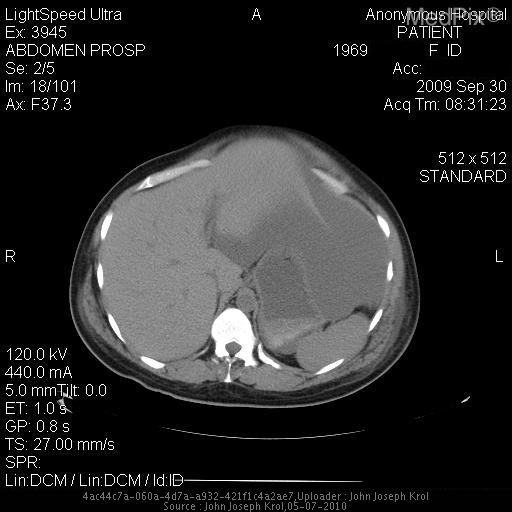 LightSpeed Ultra
A
Anonymous Hospital
MedPix®
Ex: 3945
PATIENT
ABDOMEN PROSP
1969 F ID
Se: 2/5
Acc:
Im: 18/101
2009 Sep 30
Ax: F37.3
Acq Tm: 08:31:23
512 x 512
STANDARD
R
L
120.0 kV
440.0 mA
5.0 mmTilt: 0.0
ET: 1.0 s
GP: 0.8 s
TS: 27.00 mm/s
SPR:
Lin:DCM / Lin:DCM / Id:ID
4ac44c7a-060a-4d7a-a932-421f1c4a2ae7,Uploader : John Joseph Krol
Source : John Joseph Krol,05-07-2010